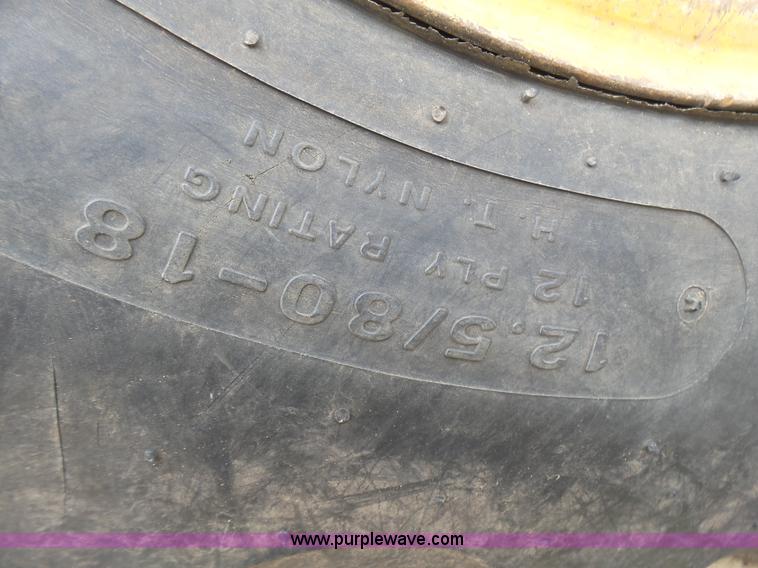 12.5/80-18
12 PLY RATING
H.T. NYLON
www.purplewave.com